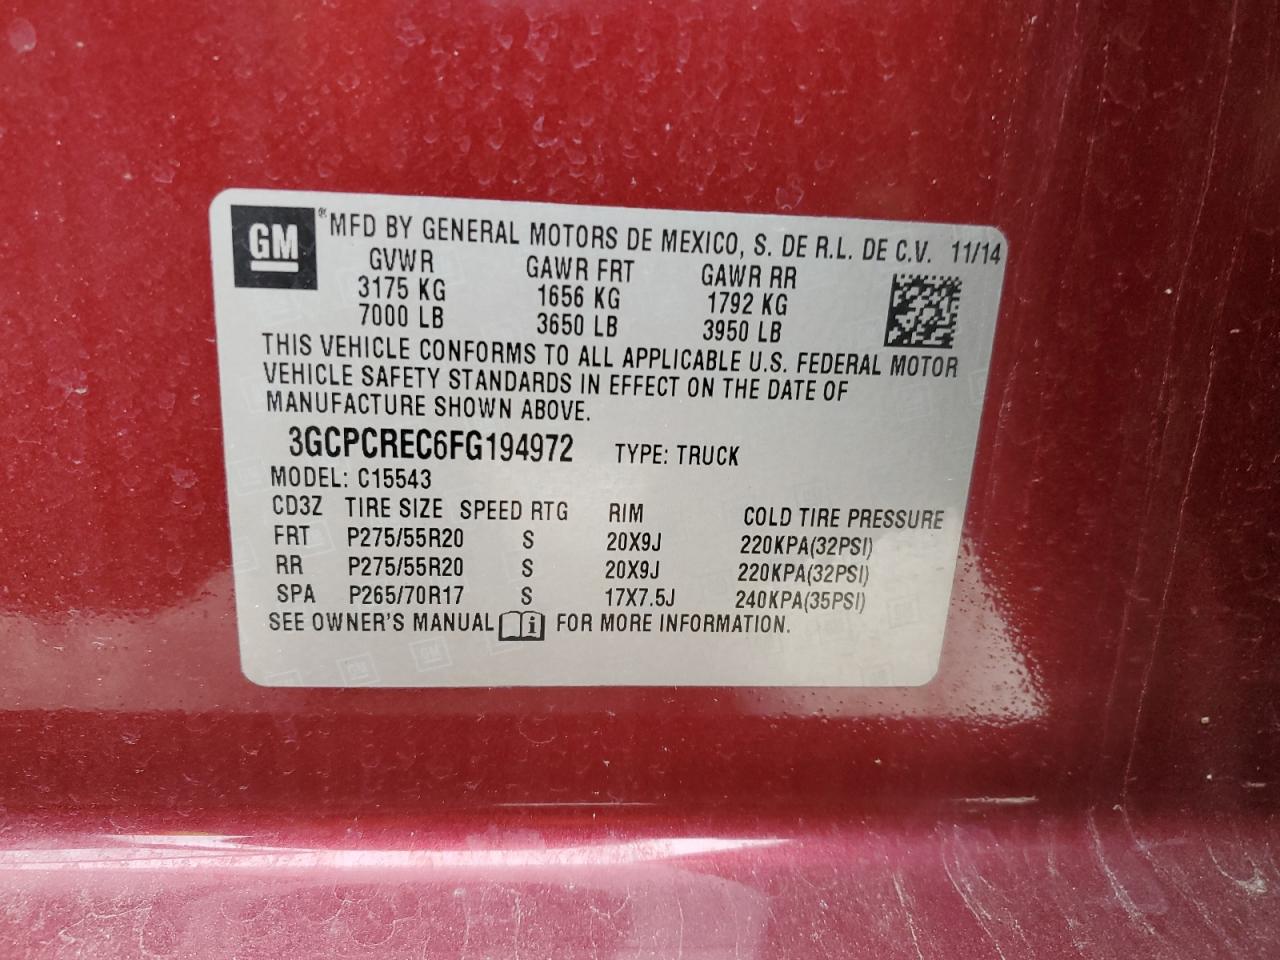 GM ® MFD BY GENERAL MOTORS DE MEXICO, S. DE R.L. DE C.V. 11/14
GVWR GAWR FRT GAWR RR
3175 KG 1656 KG 1792 KG
7000 LB 3650 LB 3950 LB
THIS VEHICLE CONFORMS TO ALL APPLICABLE U.S. FEDERAL MOTOR
VEHICLE SAFETY STANDARDS IN EFFECT ON THE DATE OF
MANUFACTURE SHOWN ABOVE.
3GCPCREC6FG194972 TYPE: TRUCK
MODEL: C15543
CD3Z TIRE SIZE SPEED RTG RIM COLD TIRE PRESSURE
FRT P275/55R20 S 20X9J 220KPA(32PSI)
RR P275/55R20 S 20X9J 220KPA(32PSI)
SPA P265/70R17 S 17X7.5J 240KPA(35PSI)
SEE OWNER'S MANUAL i FOR MORE INFORMATION.